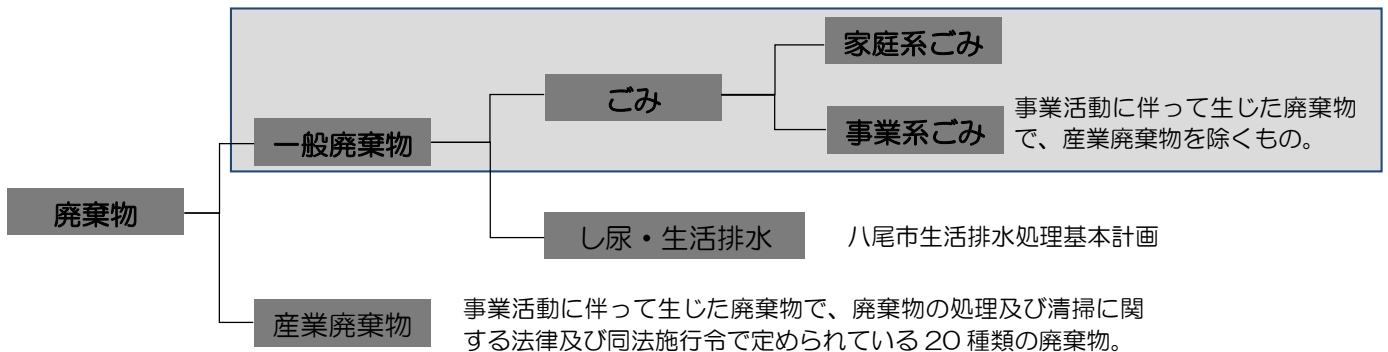 家庭系ごみ
ごみ
事業系ごみ
事業活動に伴って生じた廃棄物
で、産業廃棄物を除くもの。
一般廃棄物
廃棄物
し尿・生活排水
八尾市生活排水処理基本計画
産業廃棄物
事業活動に伴って生じた廃棄物で、廃棄物の処理及び清掃に関
する法律及び同法施行令で定められている 20 種類の廃棄物。